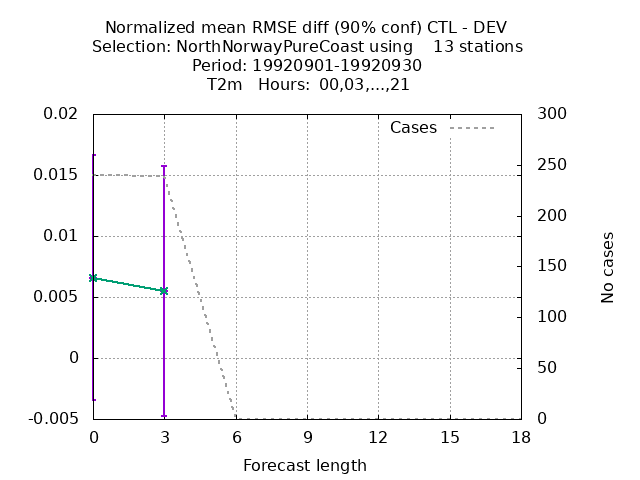 Normalized mean RMSE diff (90% conf) CTL - DEV
Selection: NorthNorwayPureCoast using    13 stations
Period: 19920901-19920930
T2m   Hours:  00,03,...,21
Cases
0.02
0.015
0.01
0.005
0
-0.005
300
250
200
150
100
50
0
No cases
0 3 6 9 12 15 18
Forecast length